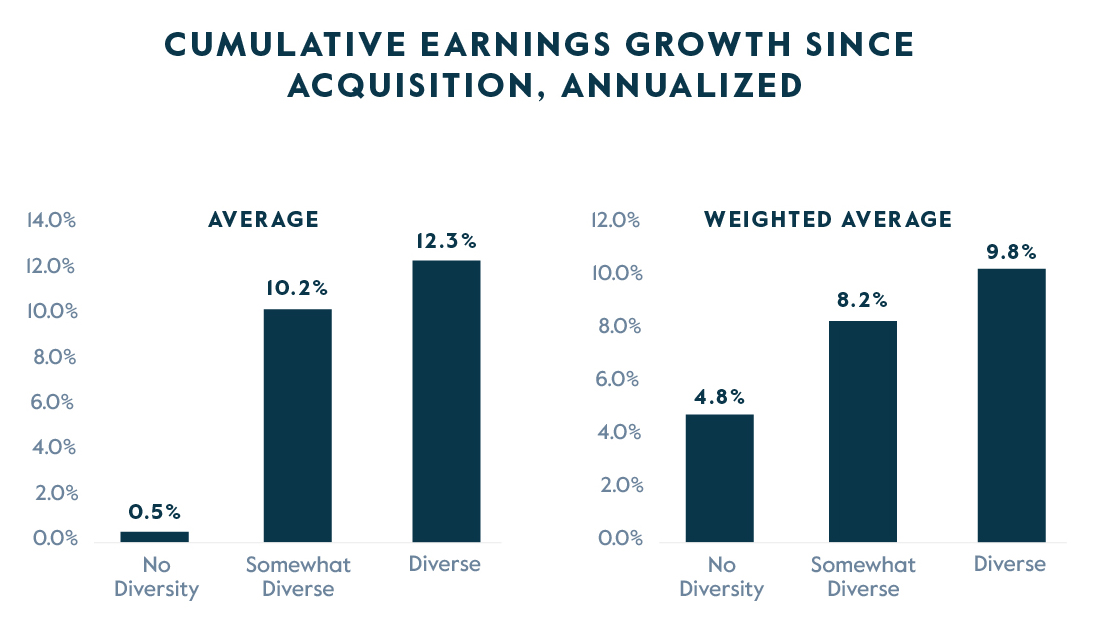 CUMULATIVE EARNINGS GROWTH SINCE
ACQUISITION, ANNUALIZED
AVERAGE
14.0%
12.0%
10.0%
8.0%
6.0%
4.0%
2.0%
0.0%
0.5%
10.2%
12.3%
No
Diversity
Somewhat
Diverse
Diverse
WEIGHTED AVERAGE
12.0%
10.0%
8.0%
6.0%
4.0%
2.0%
0.0%
4.8%
8.2%
9.8%
No
Diversity
Somewhat
Diverse
Diverse